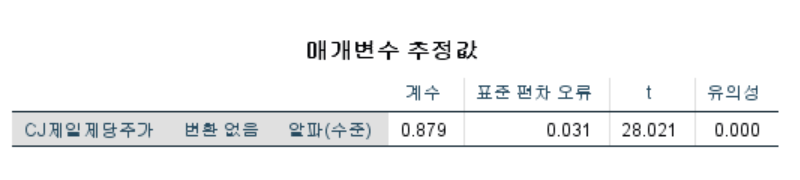 매개변수 추정값
계수 표준 편차 오류 t 유의성
CJ제일제당주가 변환 없음 알파(수준) 0.879 0.031 28.021 0.000